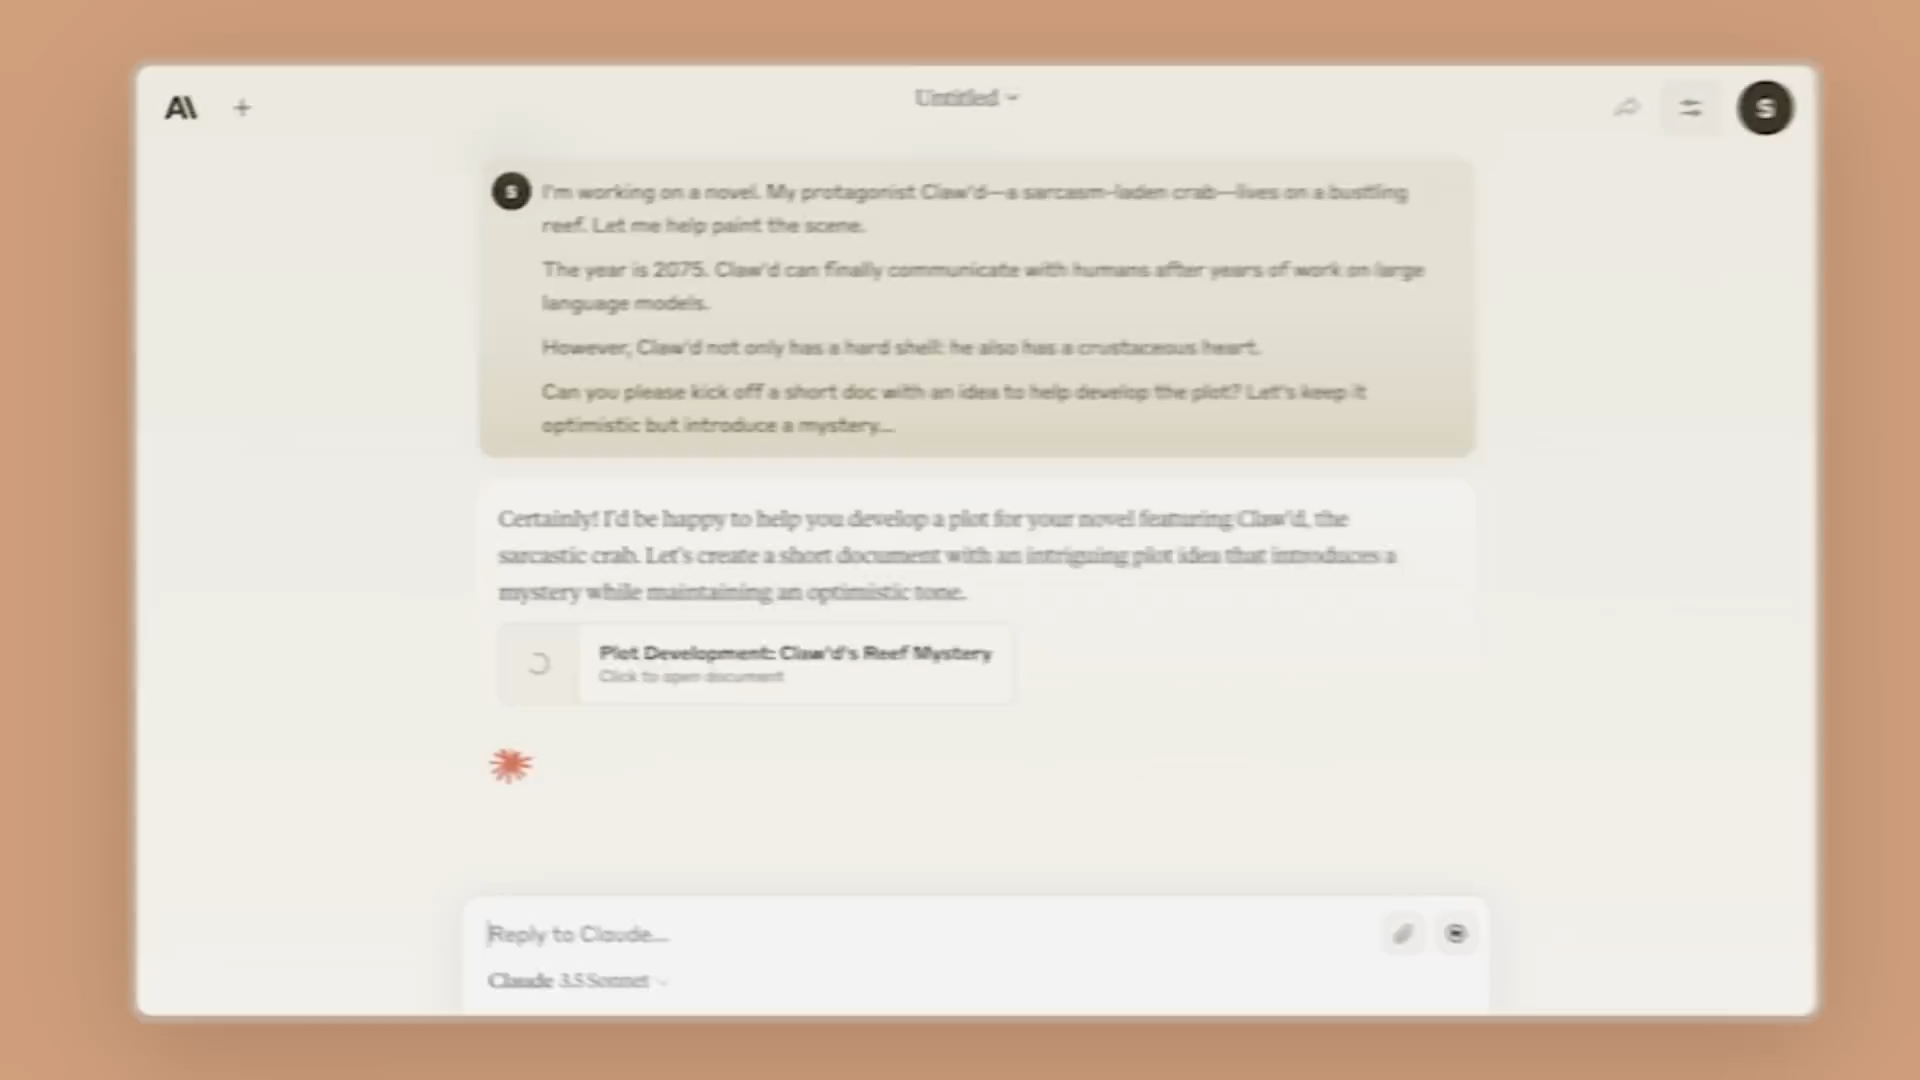 A\
+
Untitled
S
S
I'm working on a novel. My protagonist Claw'd—a sarcasm-laden crab—lives on a bustling
reef. Let me help paint the scene.
The year is 2075. Claw'd can finally communicate with humans after years of work on large
language models.
However, Claw'd not only has a hard shell: he also has a crustaceous heart.
Can you please kick off a short doc with an idea to help develop the plot? Let's keep it
optimistic but introduce a mystery...
Certainly! I'd be happy to help you develop a plot for your novel featuring Claw'd, the
sarcastic crab. Let's create a short document with an intriguing plot idea that introduces a
mystery while maintaining an optimistic tone.
Plot Development: Claw'd's Reef Mystery
Click to open document
Reply to Claude...
Claude 3.5 Sonnet